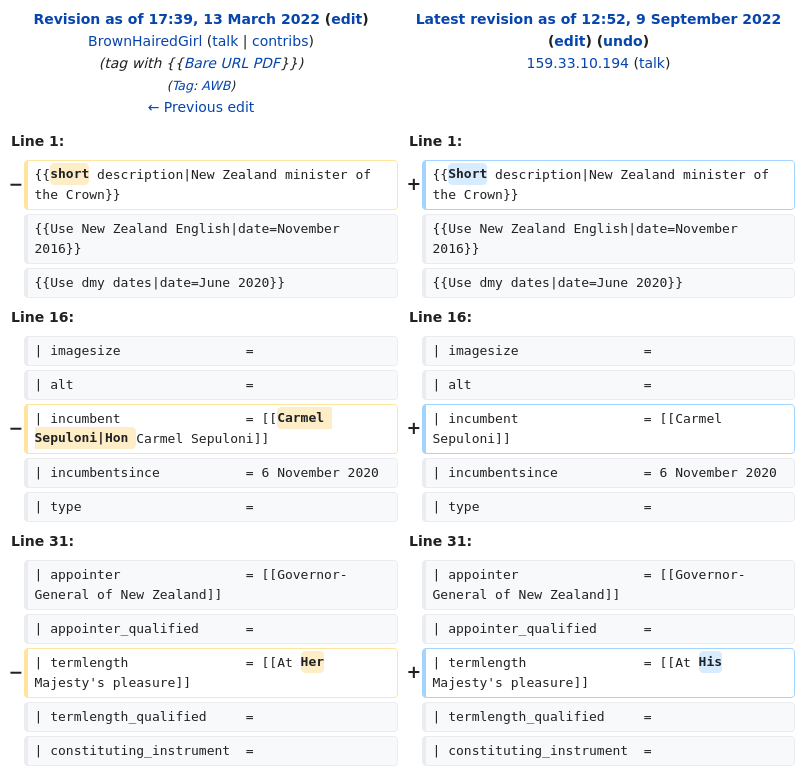 Revision as of 17:39, 13 March 2022 (edit)
BrownHairedGirl (talk | contribs)
(tag with {{Bare URL PDF}})
(Tag: AWB)
← Previous edit
Latest revision as of 12:52, 9 September 2022
(edit) (undo)
159.33.10.194 (talk)
Line 1:
Line 1:
− {{short description|New Zealand minister of
the Crown}}
+ {{Short description|New Zealand minister of
the Crown}}
{{Use New Zealand English|date=November
2016}}
{{Use New Zealand English|date=November
2016}}
{{Use dmy dates|date=June 2020}}
{{Use dmy dates|date=June 2020}}
Line 16:
Line 16:
| imagesize                =
| imagesize                =
| alt                      =
| alt                      =
− | incumbent                = [[Carmel
Sepuloni|Hon Carmel Sepuloni]]
+ | incumbent                = [[Carmel
Sepuloni]]
| incumbentsince           = 6 November 2020
| incumbentsince           = 6 November 2020
| type                     =
| type                     =
Line 31:
Line 31:
| appointer                = [[Governor-
General of New Zealand]]
| appointer                = [[Governor-
General of New Zealand]]
| appointer_qualified      =
| appointer_qualified      =
− | termlength               = [[At Her
Majesty's pleasure]]
+ | termlength               = [[At His
Majesty's pleasure]]
| termlength_qualified     =
| termlength_qualified     =
| constituting_instrument  =
| constituting_instrument  =